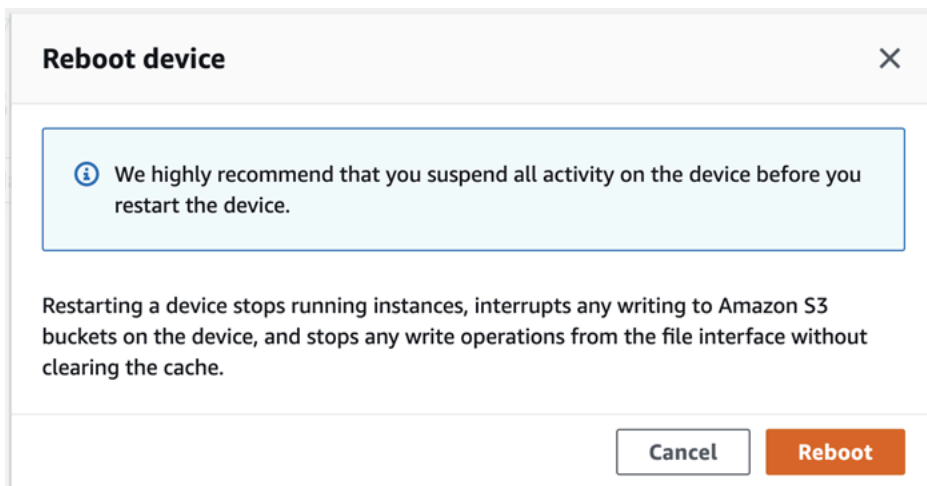 Reboot device
We highly recommend that you suspend all activity on the device before you
restart the device.
Restarting a device stops running instances, interrupts any writing to Amazon S3
buckets on the device, and stops any write operations from the file interface without
clearing the cache.
Cancel
Reboot